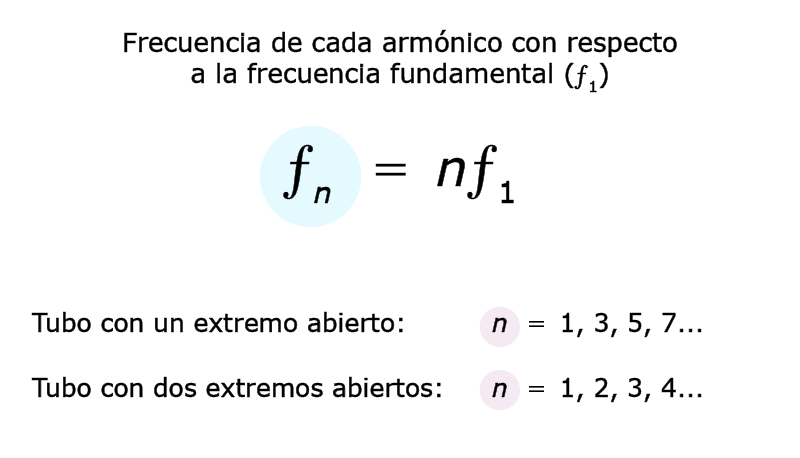 Frecuencia de cada armónico con respecto
a la frecuencia fundamental (f₁)
fₙ = nf₁
Tubo con un extremo abierto: n = 1, 3, 5, 7...
Tubo con dos extremos abiertos: n = 1, 2, 3, 4...